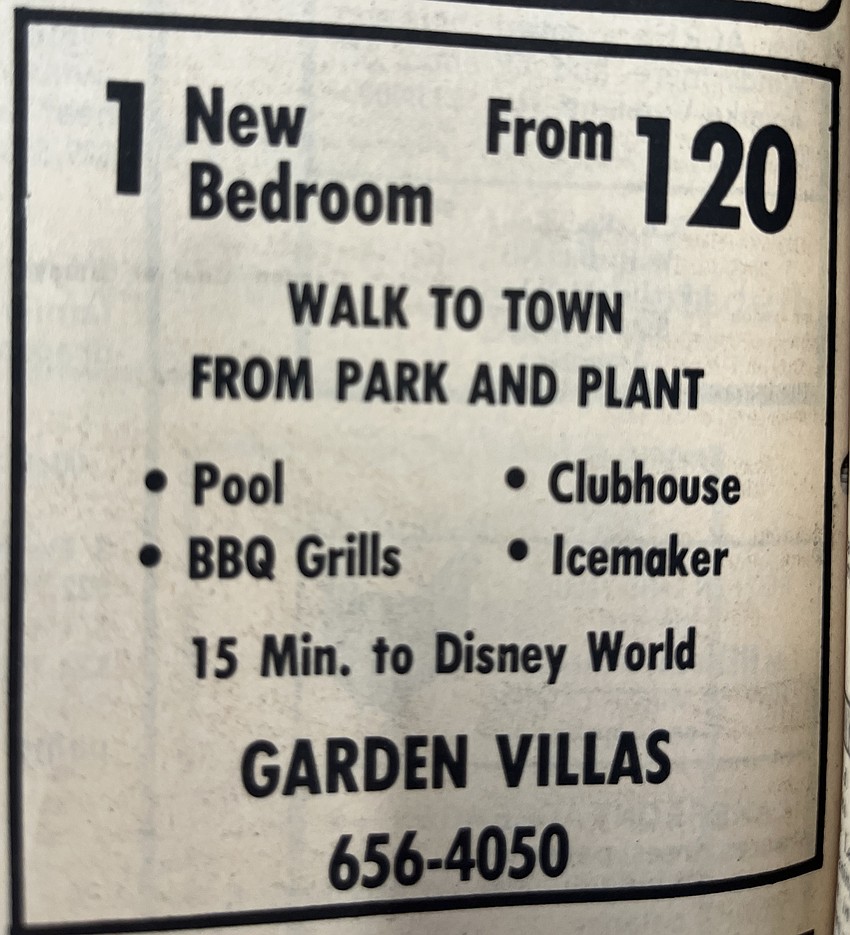 1 New Bedroom From 120
WALK TO TOWN
FROM PARK AND PLANT
• Pool • Clubhouse
• BBQ Grills • Icemaker
15 Min. to Disney World
GARDEN VILLAS
656-4050